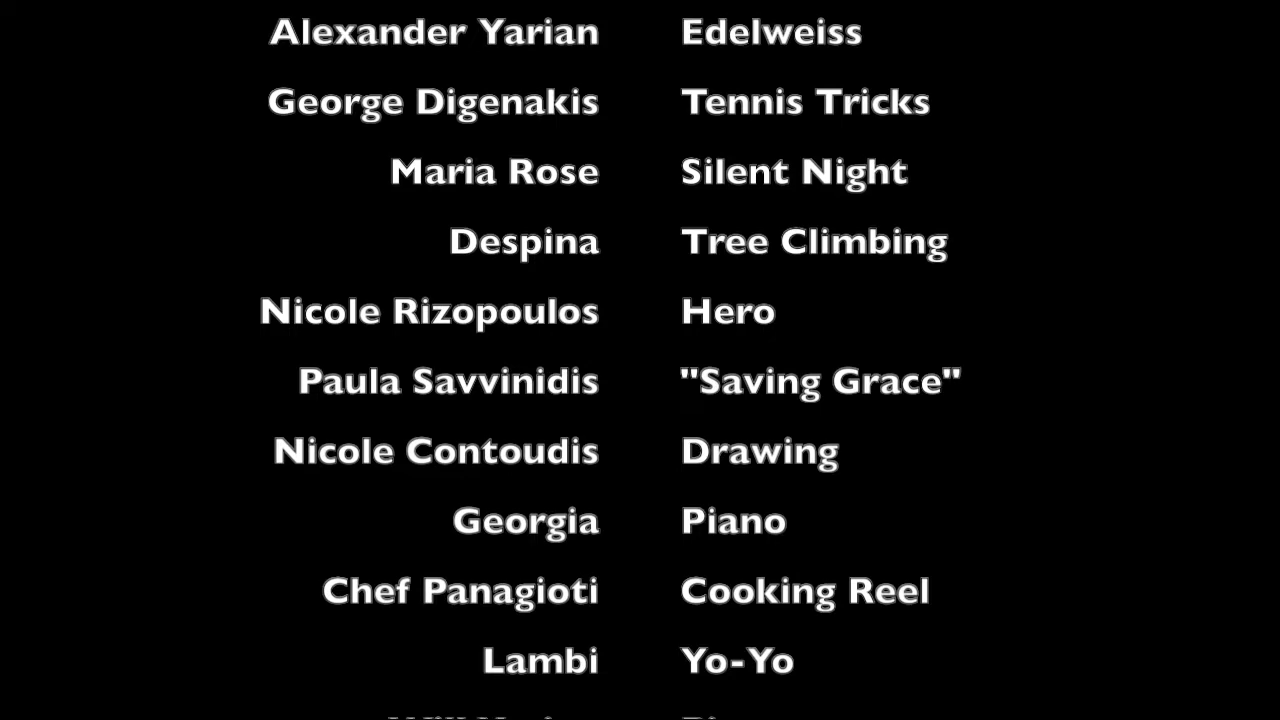 Alexander Yarian Edelweiss
George Digenakis Tennis Tricks
Maria Rose Silent Night
Despina Tree Climbing
Nicole Rizopoulos Hero
Paula Savvinidis "Saving Grace"
Nicole Contoudis Drawing
Georgia Piano
Chef Panagioti Cooking Reel
Lambi Yo-Yo